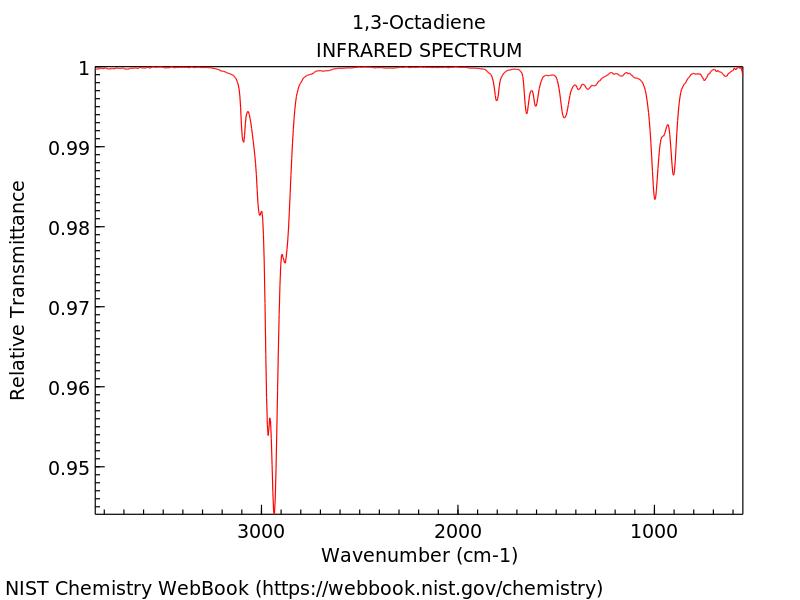 1,3-Octadiene
INFRARED SPECTRUM
1
0.99
0.98
0.97
0.96
0.95
Relative Transmittance
3000 2000 1000
Wavenumber (cm-1)
NIST Chemistry WebBook (https://webbook.nist.gov/chemistry)